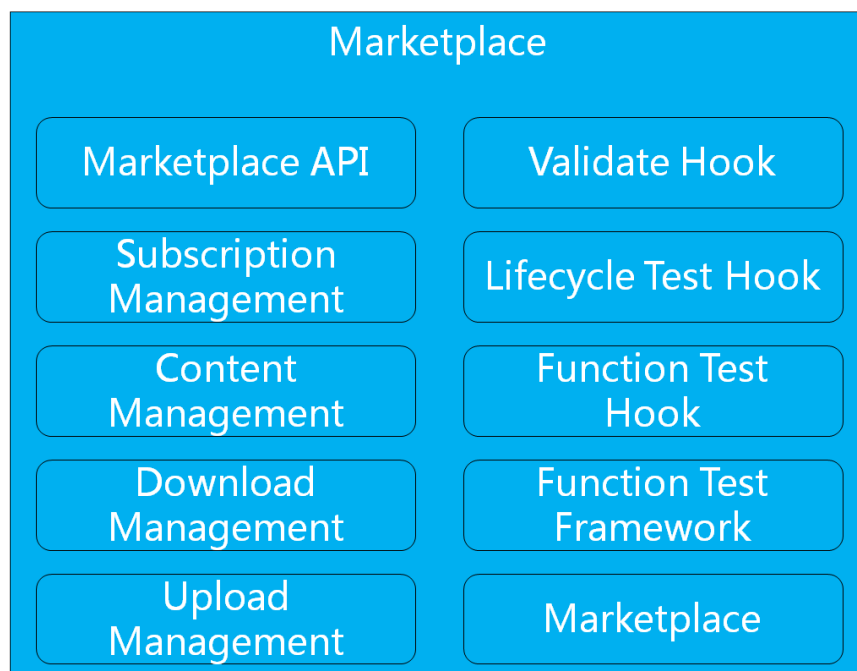 Marketplace
Marketplace API
Validate Hook
Subscription
Management
Lifecycle Test Hook
Content
Management
Function Test
Hook
Download
Management
Function Test
Framework
Upload
Management
Marketplace